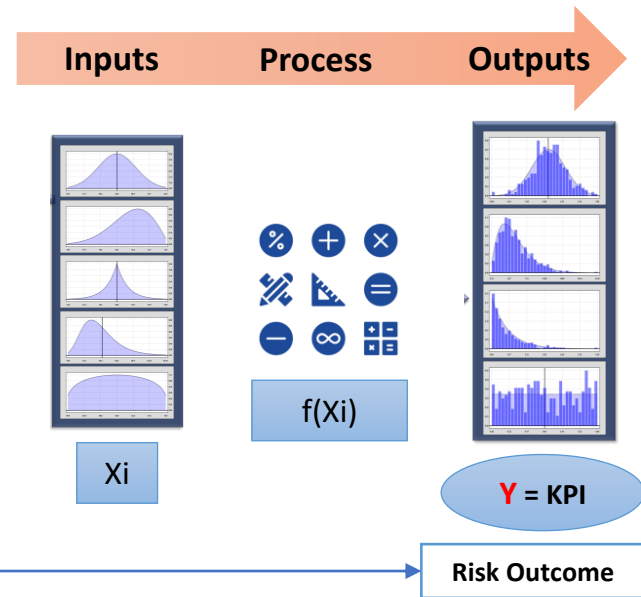 Inputs Process Outputs
Xi
f(Xi)
Y = KPI
Risk Outcome